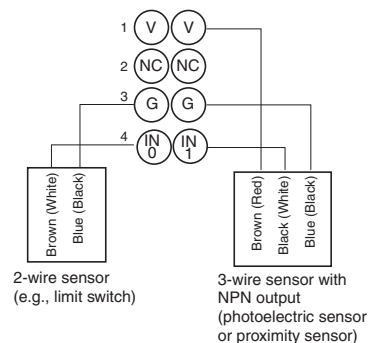 1 V V
2 NC NC
3 G G
4 IN 0 IN 1
Brown (White)
Blue (Black)
Brown (Red)
Black (White)
Blue (Black)
2-wire sensor
(e.g., limit switch)
3-wire sensor with
NPN output
(photoelectric sensor
or proximity sensor)